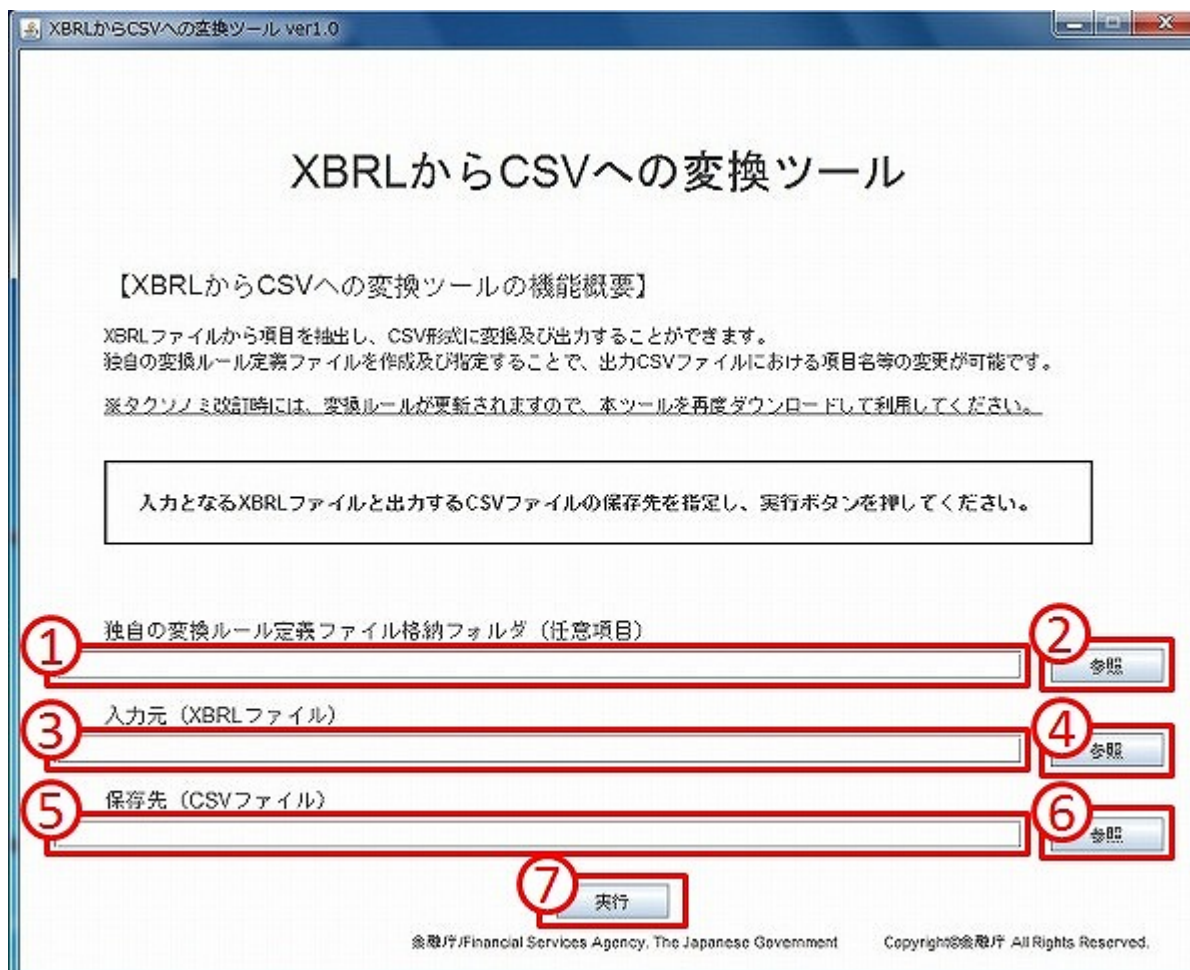 XBRLからCSVへの変換ツール ver1.0
XBRLからCSVへの変換ツール
【XBRLからCSVへの変換ツールの機能概要】
XBRLファイルから項目を抽出し、CSV形式に変換及び出力することができます。
独自の変換ルール定義ファイルを作成及び指定することで、出力CSVファイルにおける項目名等の変更が可能です。
※タクソノミ改訂時には、変換ルールが更新されますので、本ツールを再度ダウンロードして利用してください。
入力となるXBRLファイルと出力するCSVファイルの保存先を指定し、実行ボタンを押してください。
独自の変換ルール定義ファイル格納フォルダ（任意項目）
① ② 参照
入力元（XBRLファイル）
③ ④ 参照
保存先（CSVファイル）
⑤ ⑥ 参照
⑦ 実行
金融庁/Financial Services Agency, The Japanese Government Copyright©金融庁 All Rights Reserved.